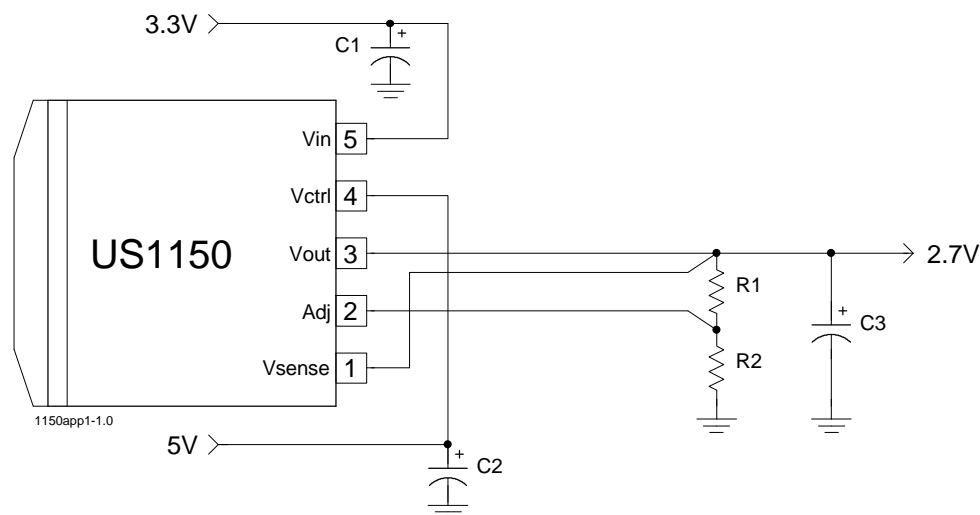 3.3V
C1
+
Vin 5
Vctrl 4
US1150
Vout 3
2.7V
R1
Adj 2
+
C3
R2
Vsense 1
1150app1-1.0
5V
+
C2